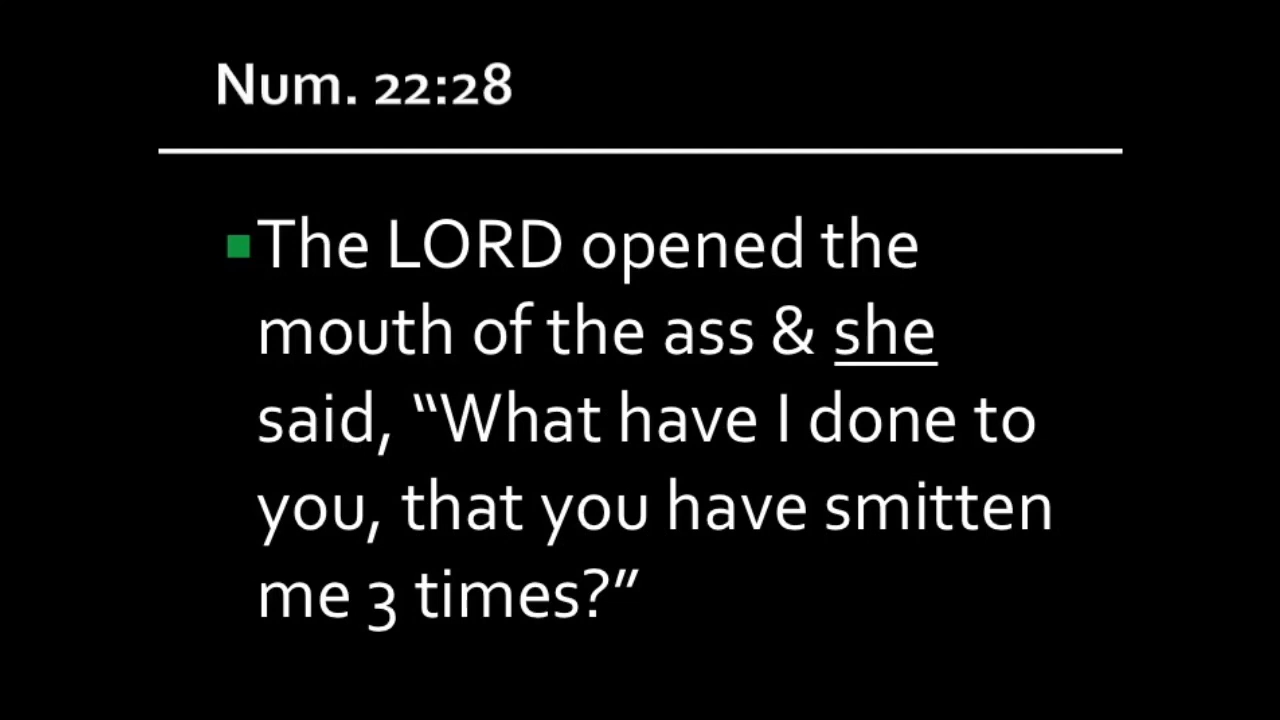 Num. 22:28
The LORD opened the
mouth of the ass & she
said, “What have I done to
you, that you have smitten
me 3 times?”